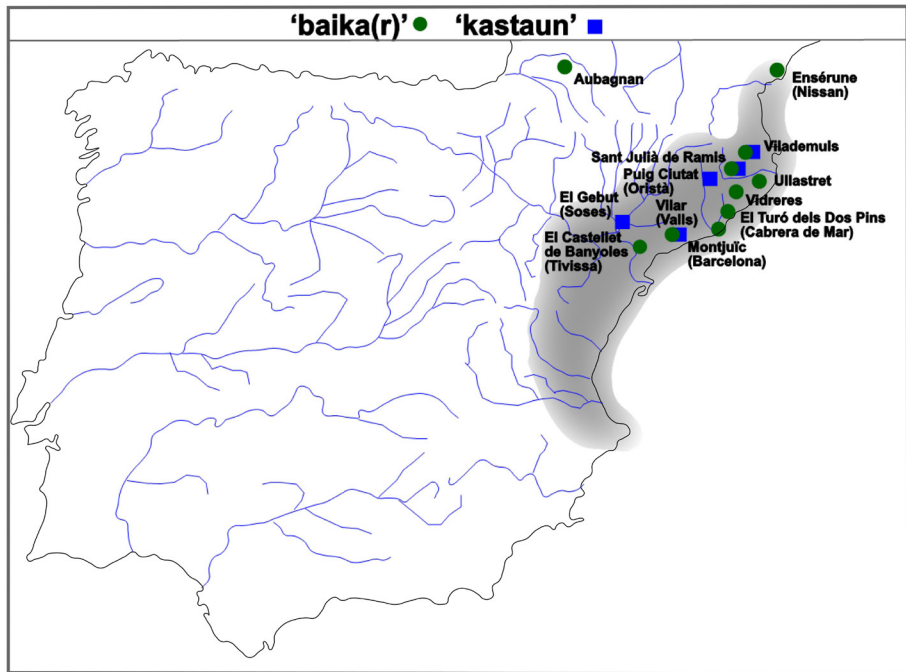 ‘baika(r)’ ‘kastaun’
Aubagnan
Ensérune
(Nissan)
Vilademuls
Sant Julià de Ramis
Puig Ciutat
(Oristà)
Ullastret
Vidreres
El Gebut
(Soses)
Vilar
(Valls)
El Turó dels Dos Pins
(Cabrera de Mar)
El Castellet
de Banyoles
(Tivissa)
Montjuïc
(Barcelona)